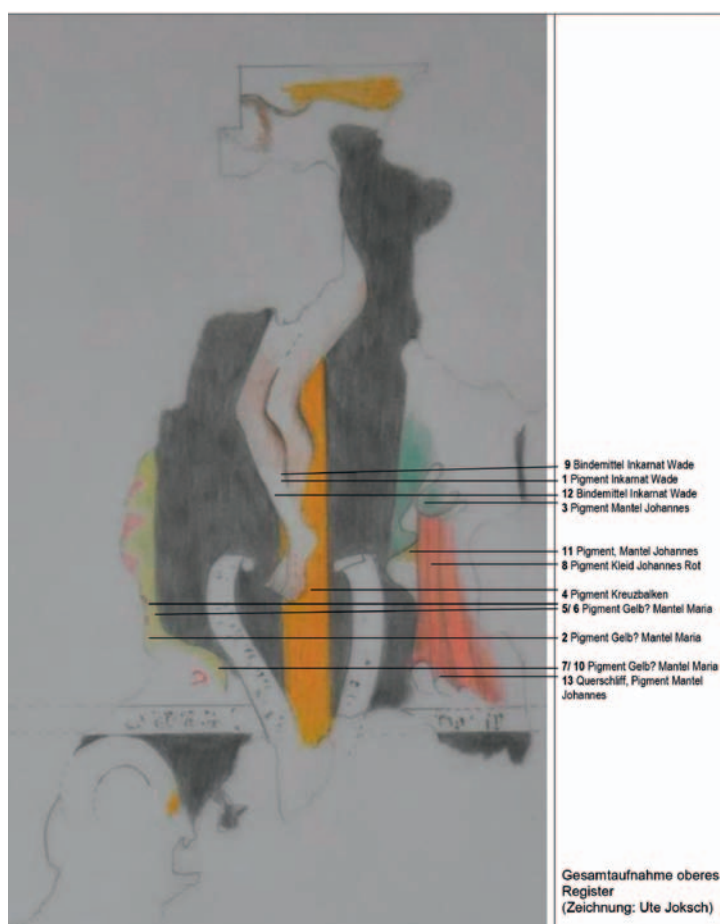 9 Bindemittel Inkarnat Wade
1 Pigment Inkarnat Wade
12 Bindemittel Inkarnat Wade
3 Pigment Mantel Johannes
11 Pigment, Mantel Johannes
8 Pigment Kleid Johannes Rot
4 Pigment Kreuzbalken
5/ 6 Pigment Gelb? Mantel Maria
2 Pigment Gelb? Mantel Maria
7/ 10 Pigment Gelb? Mantel Maria
13 Querschliff, Pigment Mantel
Johannes
Gesamtaufnahme oberes
Register
(Zeichnung: Ute Joksch)